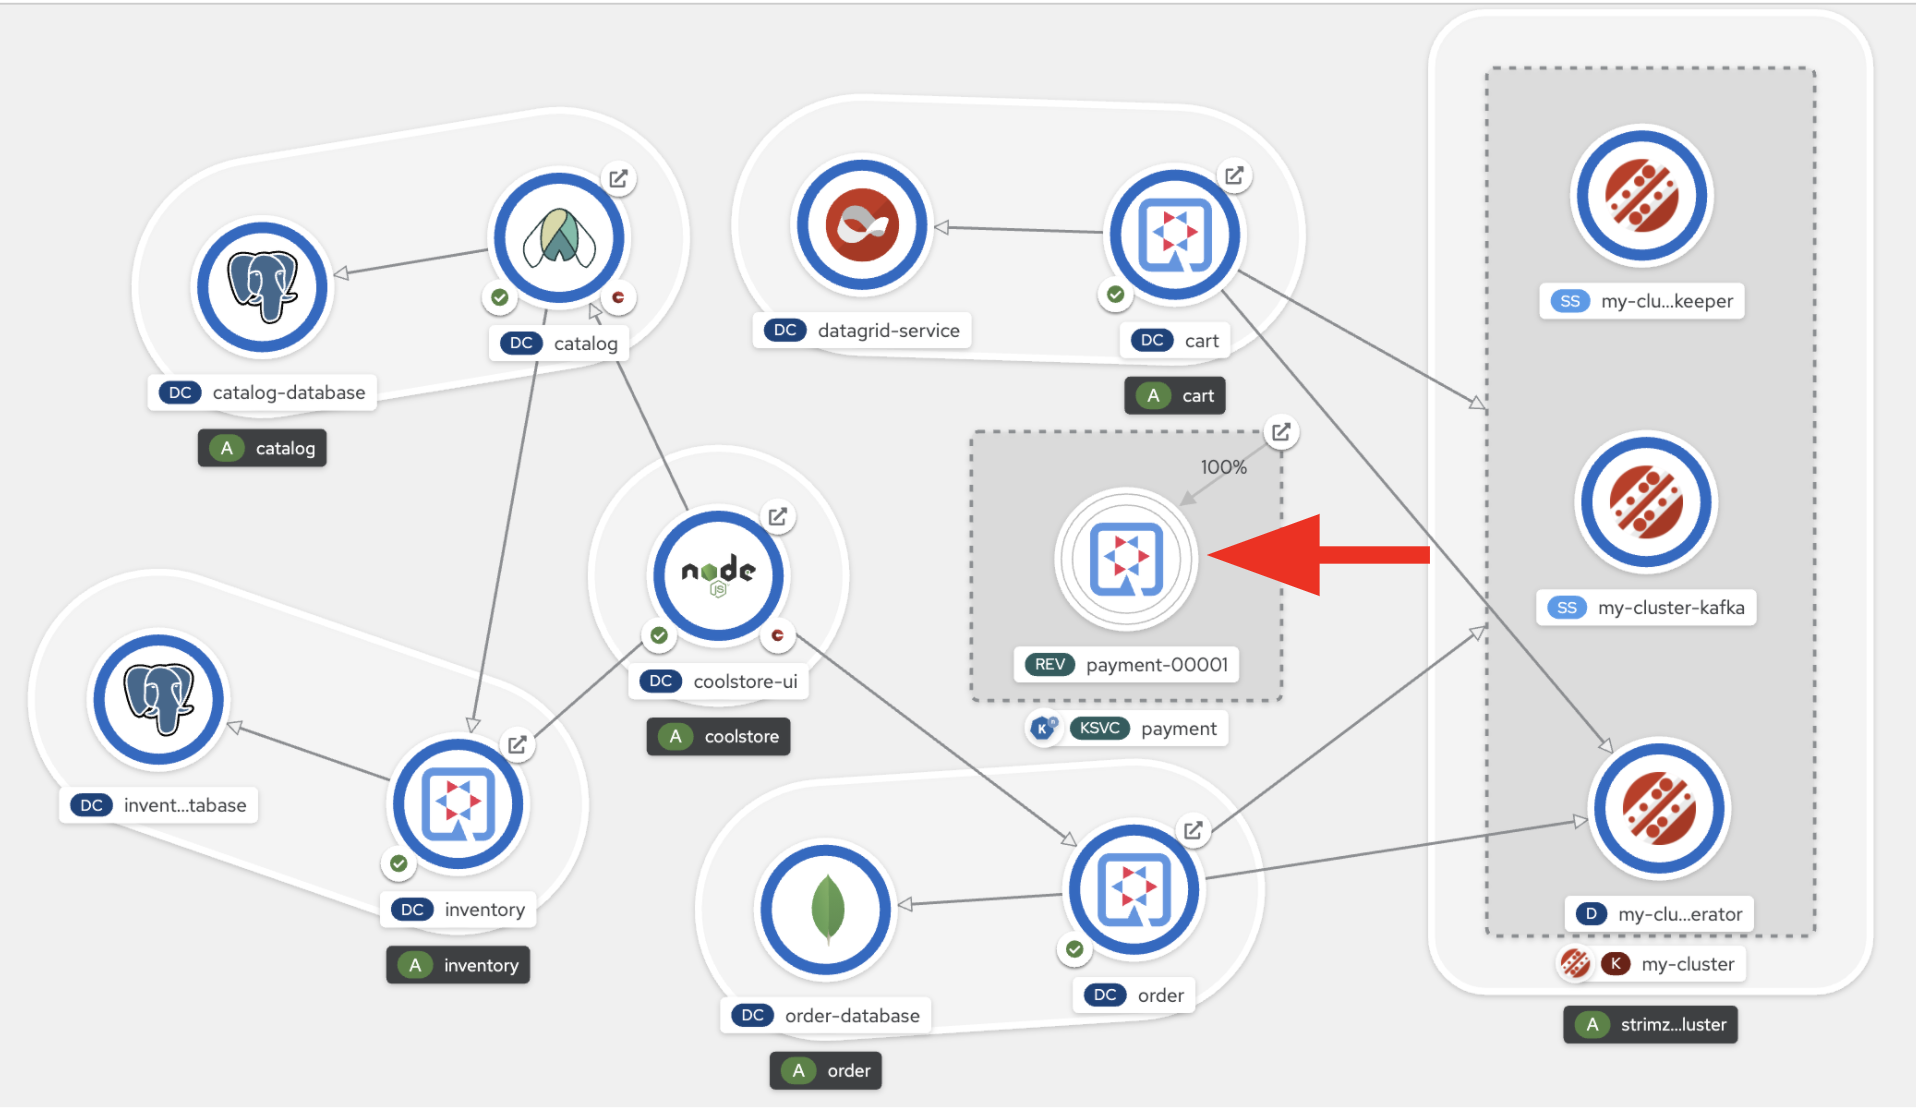 DC catalog-database
A catalog
DC catalog
DC datagrid-service
DC cart
A cart
SS my-clu...keeper
SS my-cluster-kafka
D my-clu...erator
K my-cluster
A strimz...luster
100%
REV payment-00001
K
KSVC payment
node
JS
DC coolstore-ui
A coolstore
DC invent...tabase
DC inventory
A inventory
DC order-database
DC order
A order